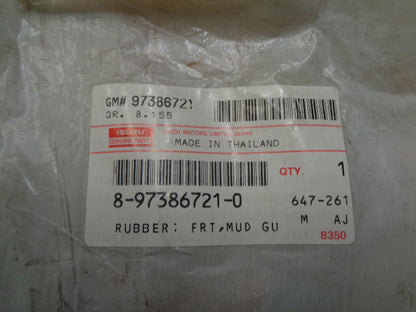 GM# 97386721
GR. 8.155
ISUZU
GENUINE PARTS
ISUZU MOTORS LIMITED JAPAN
MADE IN THAILAND
QTY. 1
8-97386721-0
647-261
RUBBER: FRT,MUD GU
M AJ
8350